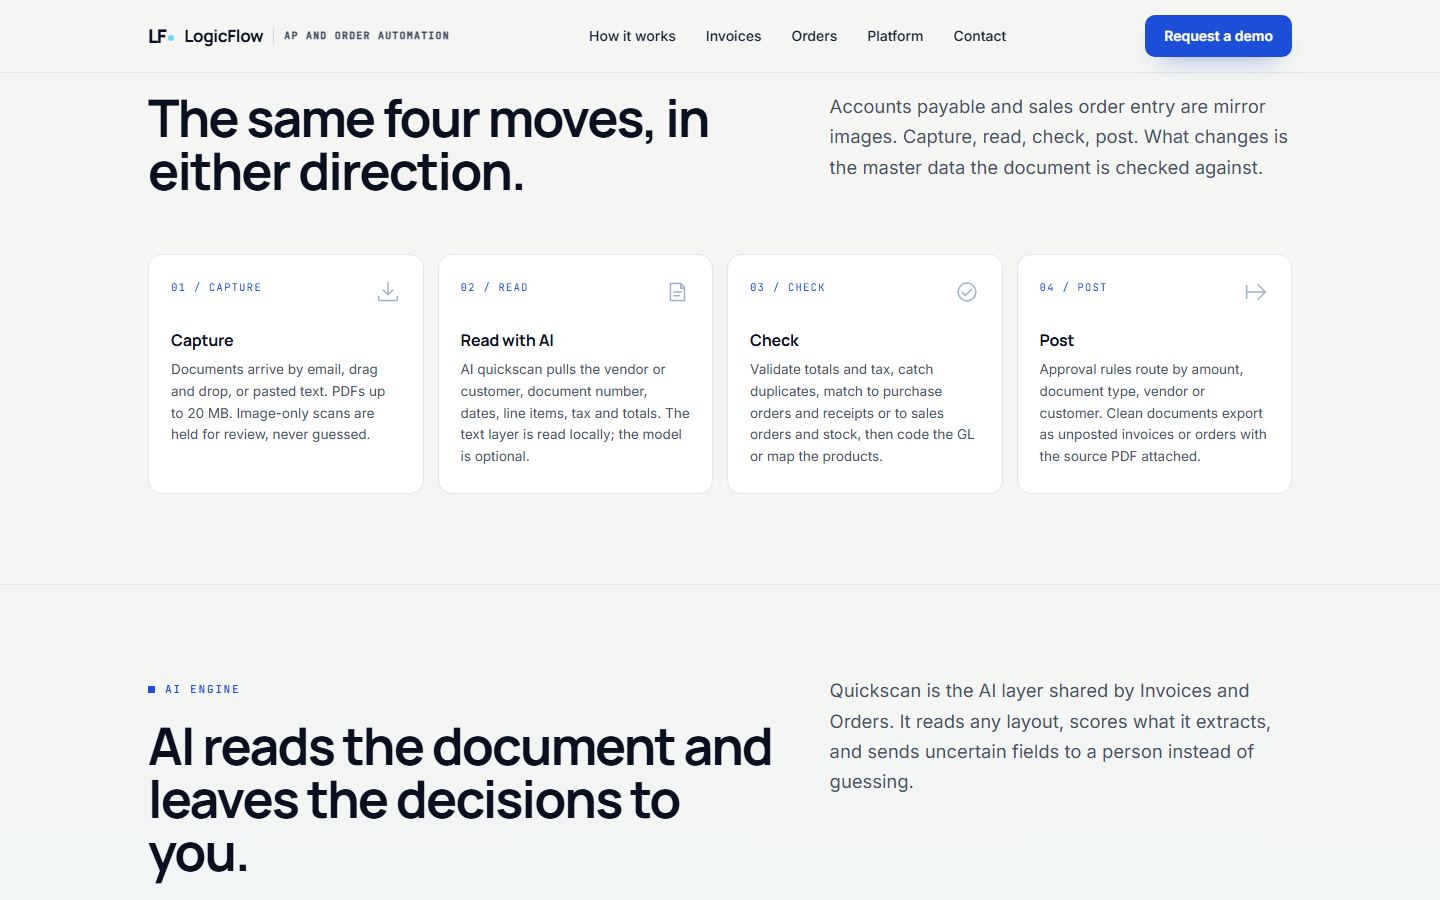 LF LogicFlow AP AND ORDER AUTOMATION How it works Invoices Orders Platform Contact Request a demo
The same four moves, in
either direction.
Accounts payable and sales order entry are mirror
images. Capture, read, check, post. What changes is
the master data the document is checked against.
01 / CAPTURE
Capture
Documents arrive by email, drag
and drop, or pasted text. PDFs up
to 20 MB. Image-only scans are
held for review, never guessed.
02 / READ
Read with AI
AI quickscan pulls the vendor or
customer, document number,
dates, line items, tax and totals. The
text layer is read locally; the model
is optional.
03 / CHECK
Check
Validate totals and tax, catch
duplicates, match to purchase
orders and receipts or to sales
orders and stock, then code the GL
or map the products.
04 / POST
Post
Approval rules route by amount,
document type, vendor or
customer. Clean documents export
as unposted invoices or orders with
the source PDF attached.
AI ENGINE
AI reads the document and
leaves the decisions to
you.
Quickscan is the AI layer shared by Invoices and
Orders. It reads any layout, scores what it extracts,
and sends uncertain fields to a person instead of
guessing.